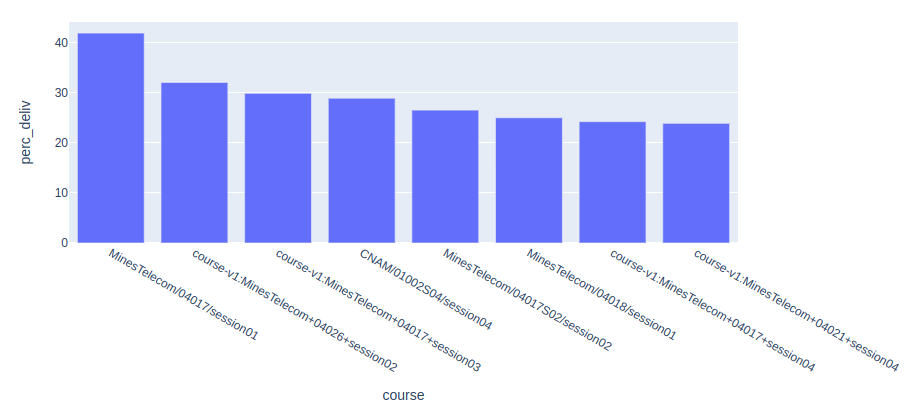 perc_deliv
40
30
20
10
0
MinesTelecom/04017/session01
course-v1:MinesTelecom+04026+session02
course-v1:MinesTelecom+04017+session03
CNAM/01002S04/session04
MinesTelecom/04017S02/session02
MinesTelecom/04018/session01
course-v1:MinesTelecom+04017+session04
course-v1:MinesTelecom+04021+session04
course